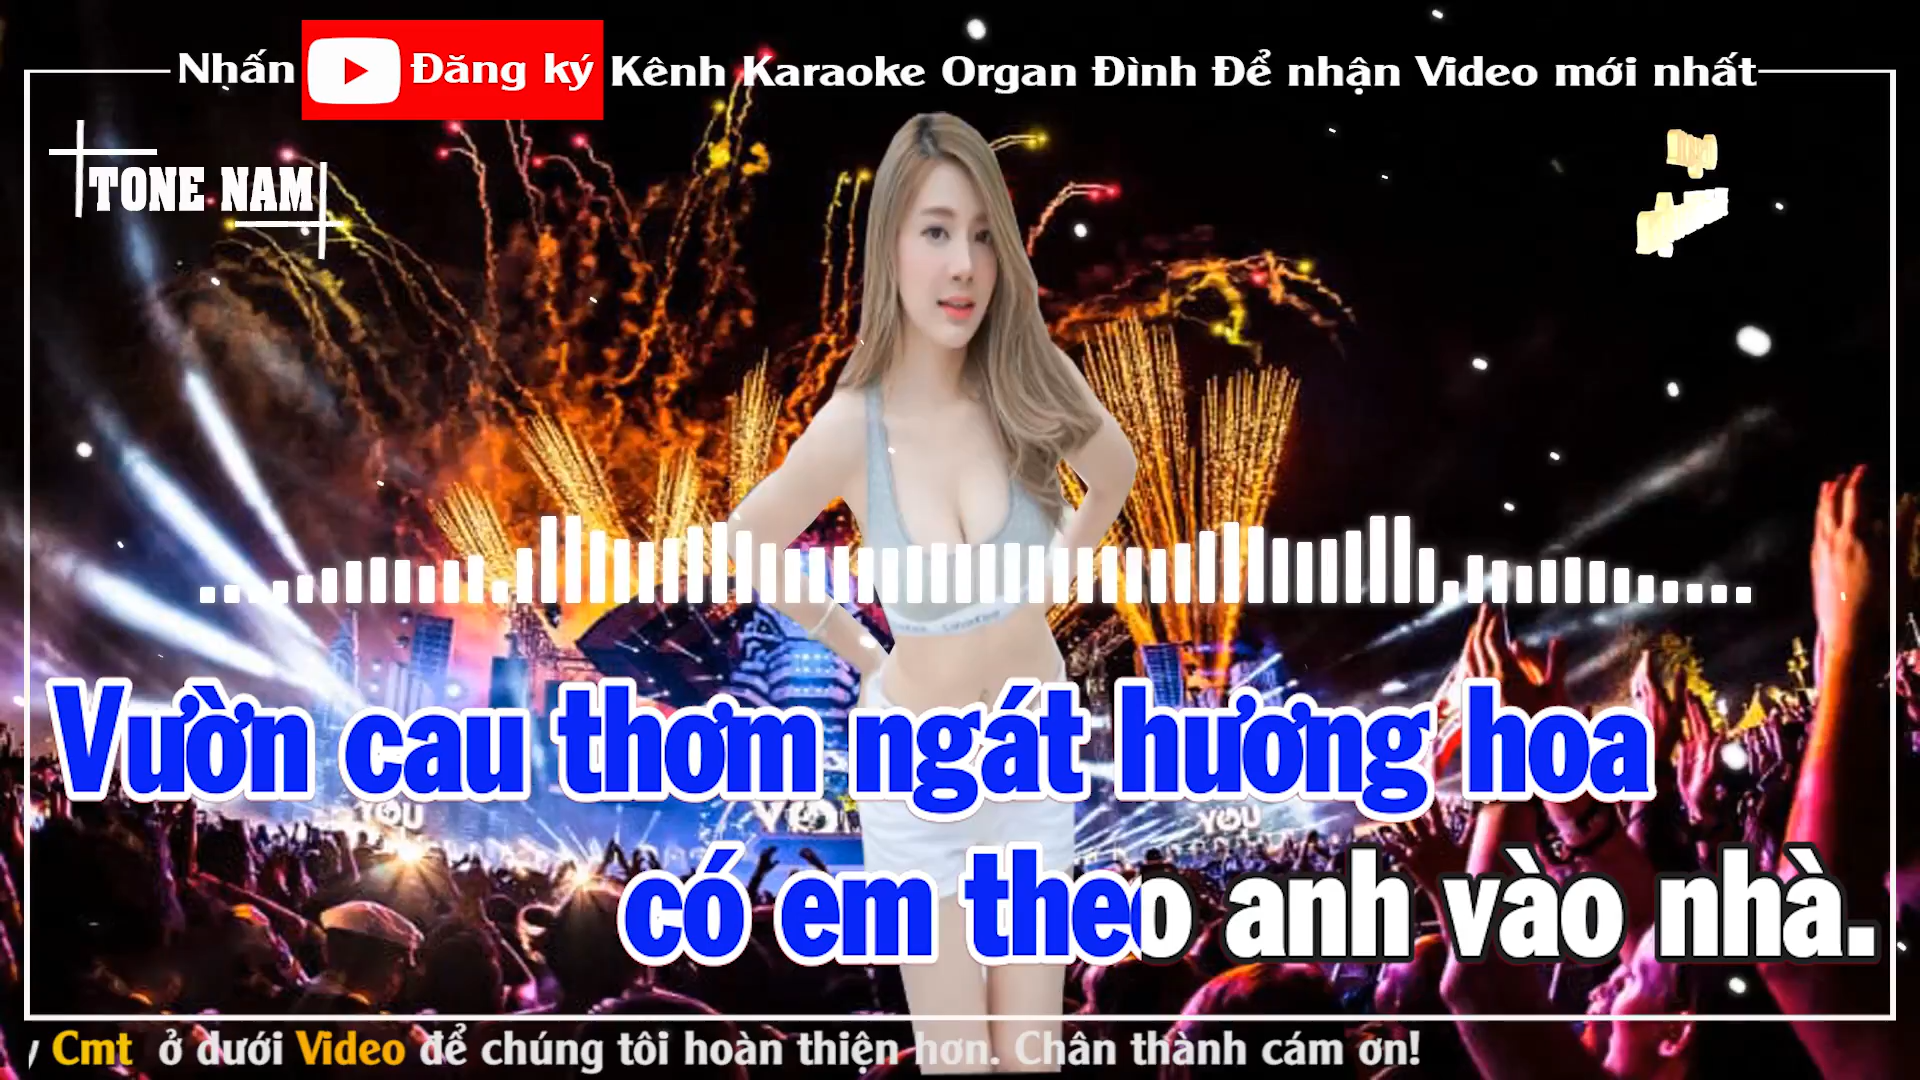 Nhấn Đăng ký Kênh Karaoke Organ Đình Để nhận Video mới nhất
TONE NAM
YOU
YOU
Vườn cau thơm ngát hương hoa
có em theo anh vào nhà.
Cmt ở dưới Video để chúng tôi hoàn thiện hơn. Chân thành cám ơn!